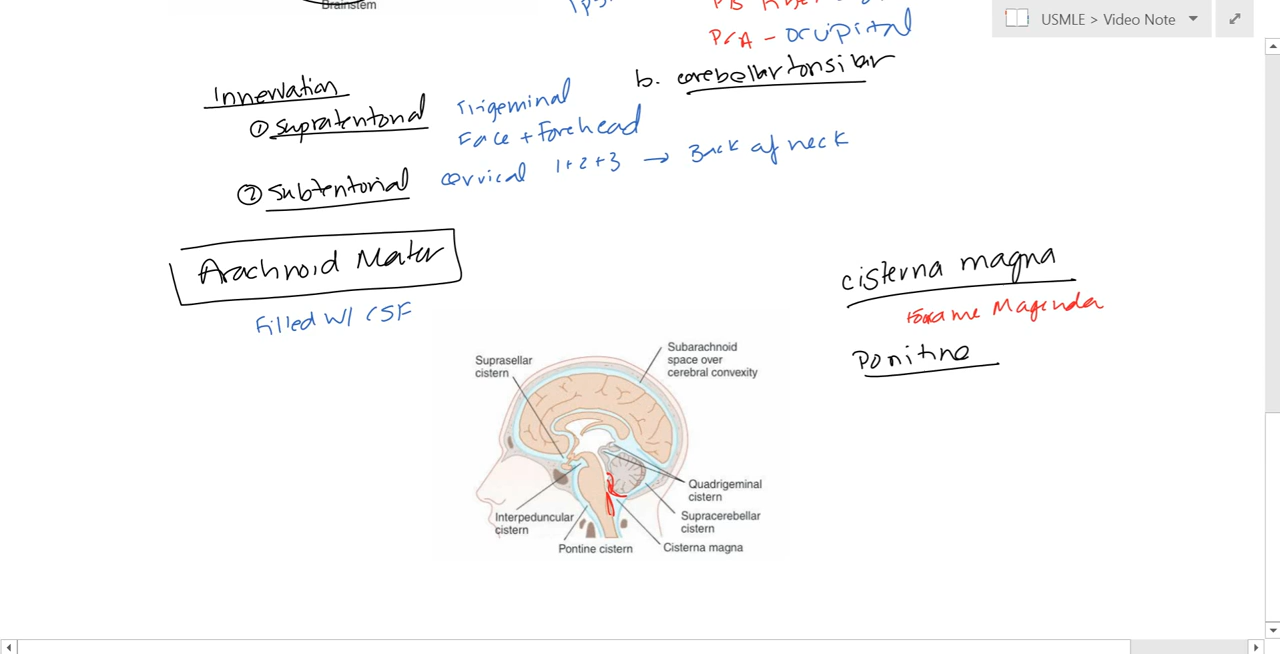 Brainstem
PCA - occipital
USMLE > Video Note
b. cerebellar tonsilar
Innervation
① Supratentorial Trigeminal
Face + Forehead
② Subtentorial cervical 1+2+3 → Back of neck
Arachnoid Mater
Filled w/ CSF
cisterna magna
Forame Magenda
Ponitine
Suprasellar
cistern
Subarachnoid
space over
cerebral convexity
Quadrigeminal
cistern
Interpeduncular
cistern
Supracerebellar
cistern
Pontine cistern
Cisterna magna